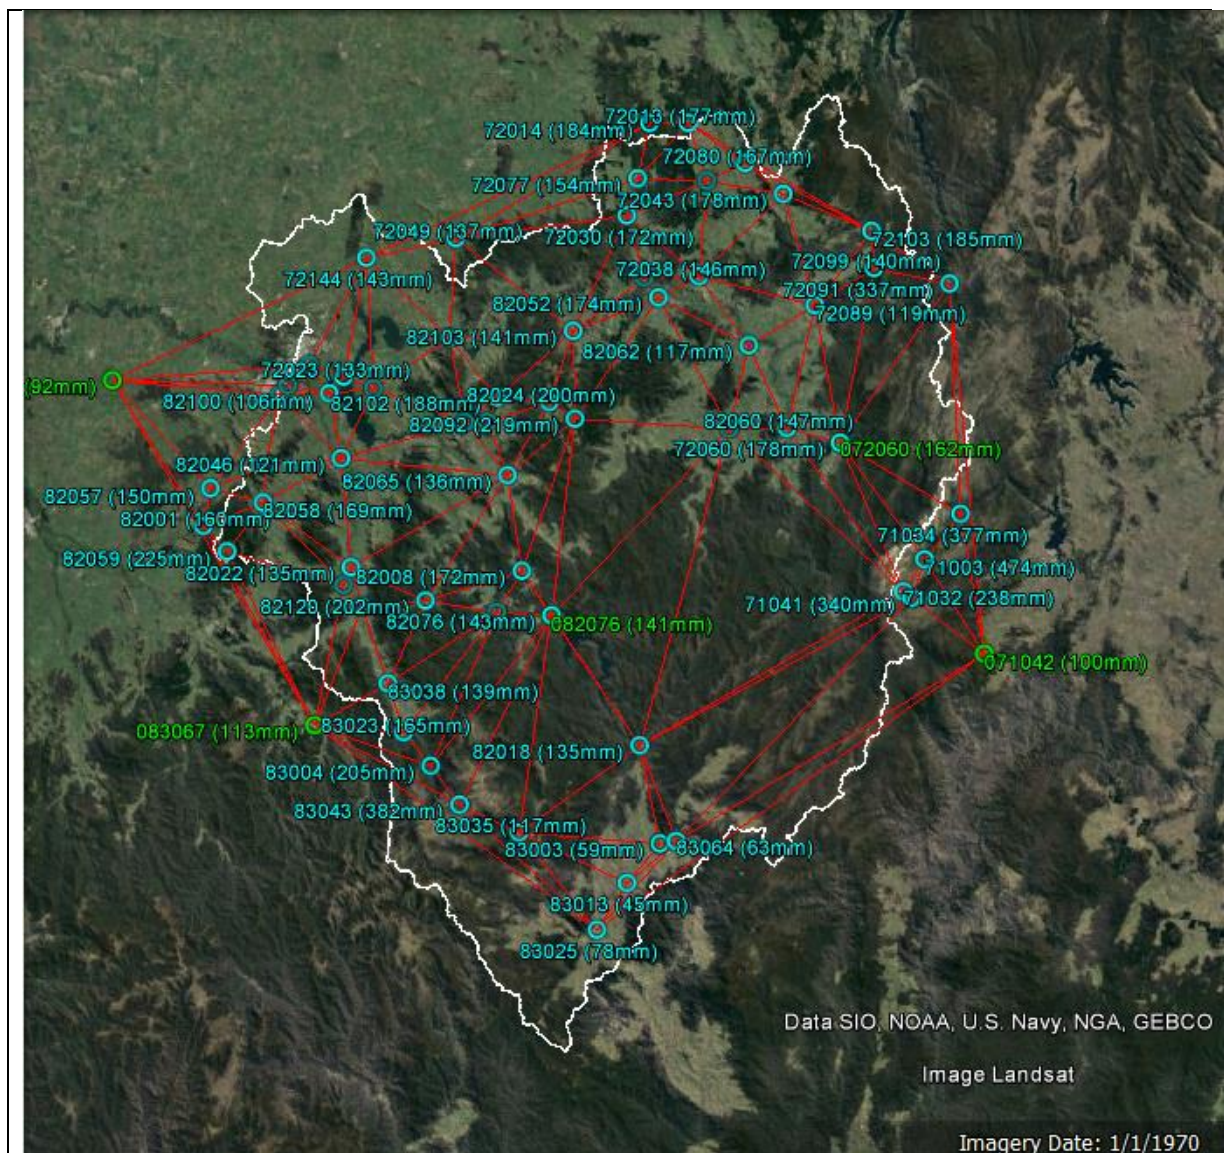 72013 (177mm)
72014 (184mm)
72080 (167mm)
72077 (154mm)
72043 (178mm)
72049 (137mm)
72030 (172mm)
72103 (185mm)
72099 (140mm)
72144 (143mm)
72038 (146mm)
72091 (337mm)
82052 (174mm)
72089 (119mm)
82103 (141mm)
82062 (117mm)
72023 (133mm)
(92mm)
82024 (200mm)
82100 (106mm)
82102 (188mm)
82092 (219mm)
82060 (147mm)
72060 (178mm)
072060 (162mm)
82046 (121mm)
82065 (136mm)
82057 (150mm)
82058 (169mm)
82001 (160mm)
71034 (377mm)
82059 (225mm)
71003 (474mm)
82022 (135mm)
82008 (172mm)
71032 (238mm)
82120 (202mm)
71041 (340mm)
82076 (143mm)
082076 (141mm)
071042 (100mm)
83038 (139mm)
83023 (165mm)
083067 (113mm)
82018 (135mm)
83004 (205mm)
83043 (382mm)
83035 (117mm)
83003 (59mm)
83064 (63mm)
83013 (45mm)
83025 (78mm)
Data SIO, NOAA, U.S. Navy, NGA, GEBCO
Image Landsat
Imagery Date: 1/1/1970